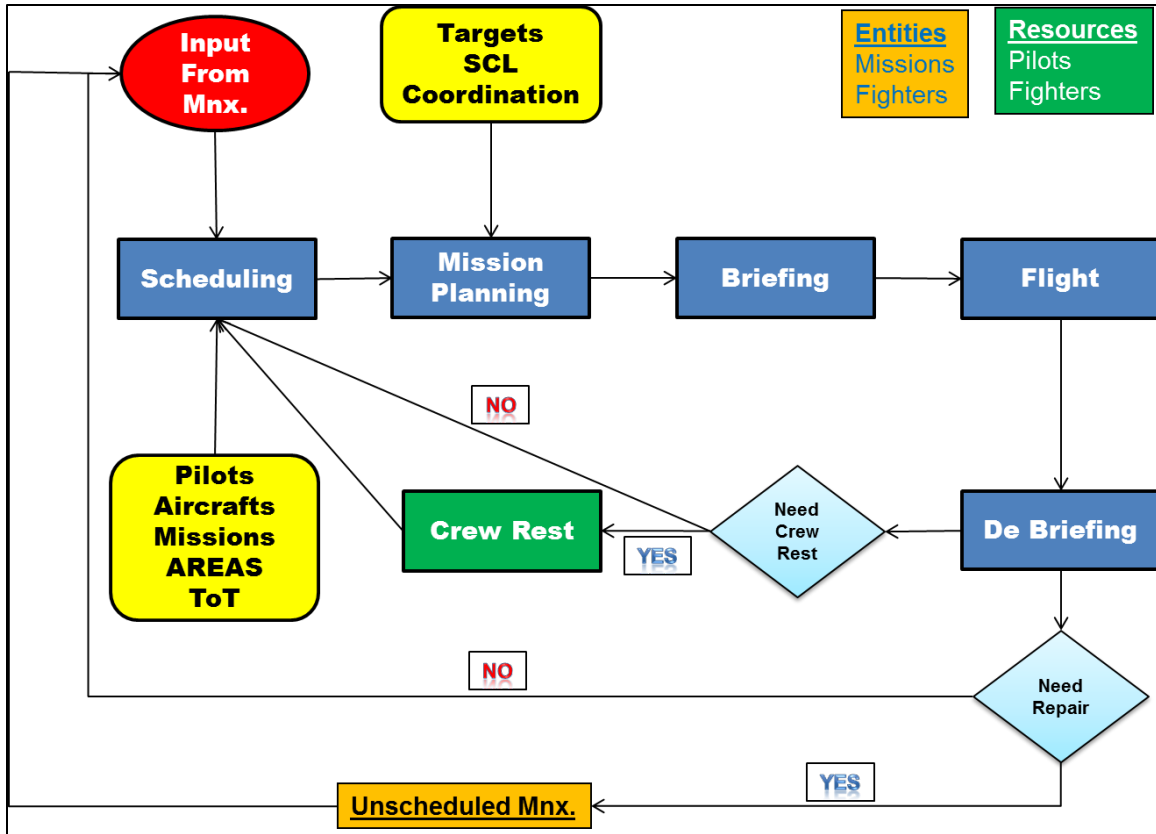 Input
From
Mnx.
Targets
SCL
Coordination
Entities
Missions
Fighters
Resources
Pilots
Fighters
Scheduling
Mission
Planning
Briefing
Flight
NO
Pilots
Aircrafts
Missions
AREAS
ToT
Crew Rest
YES
Need
Crew
Rest
De Briefing
NO
Need
Repair
YES
Unscheduled Mnx.